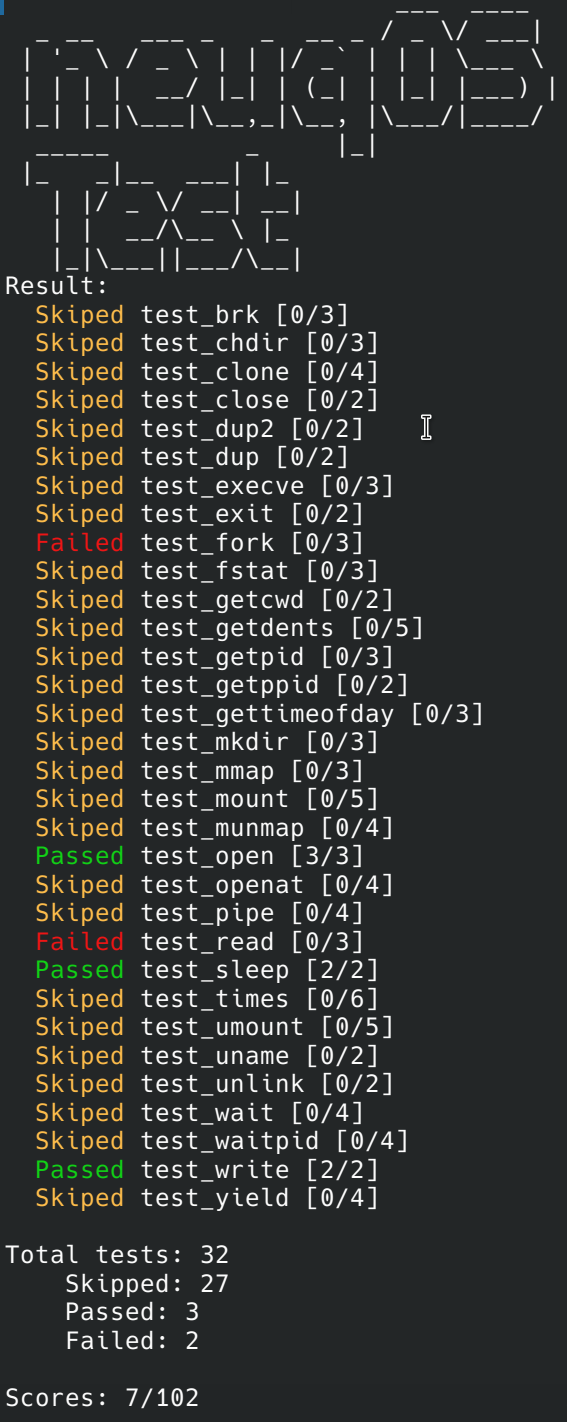 neuqOS
Test
Result:
Skiped test_brk [0/3]
Skiped test_chdir [0/3]
Skiped test_clone [0/4]
Skiped test_close [0/2]
Skiped test_dup2 [0/2]
Skiped test_dup [0/2]
Skiped test_execve [0/3]
Skiped test_exit [0/2]
Failed test_fork [0/3]
Skiped test_fstat [0/3]
Skiped test_getcwd [0/2]
Skiped test_getdents [0/5]
Skiped test_getpid [0/3]
Skiped test_getppid [0/2]
Skiped test_gettimeofday [0/3]
Skiped test_mkdir [0/3]
Skiped test_mmap [0/3]
Skiped test_mount [0/5]
Skiped test_munmap [0/4]
Passed test_open [3/3]
Skiped test_openat [0/4]
Skiped test_pipe [0/4]
Failed test_read [0/3]
Passed test_sleep [2/2]
Skiped test_times [0/6]
Skiped test_umount [0/5]
Skiped test_uname [0/2]
Skiped test_unlink [0/2]
Skiped test_wait [0/4]
Skiped test_waitpid [0/4]
Passed test_write [2/2]
Skiped test_yield [0/4]
Total tests: 32
Skipped: 27
Passed: 3
Failed: 2
Scores: 7/102